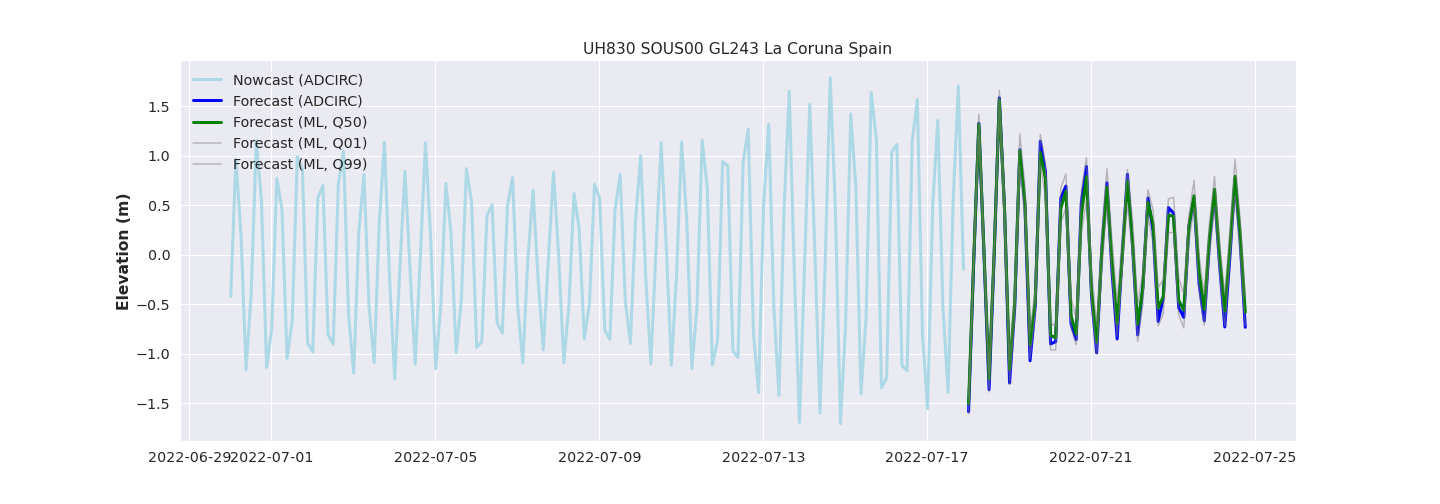 UH830 SOUS00 GL243 La Coruna Spain
Nowcast (ADCIRC)
Forecast (ADCIRC)
Forecast (ML, Q50)
Forecast (ML, Q01)
Forecast (ML, Q99)
Elevation (m)
1.5
1.0
0.5
0.0
−0.5
−1.0
−1.5
2022-06-29 2022-07-01 2022-07-05 2022-07-09 2022-07-13 2022-07-17 2022-07-21 2022-07-25